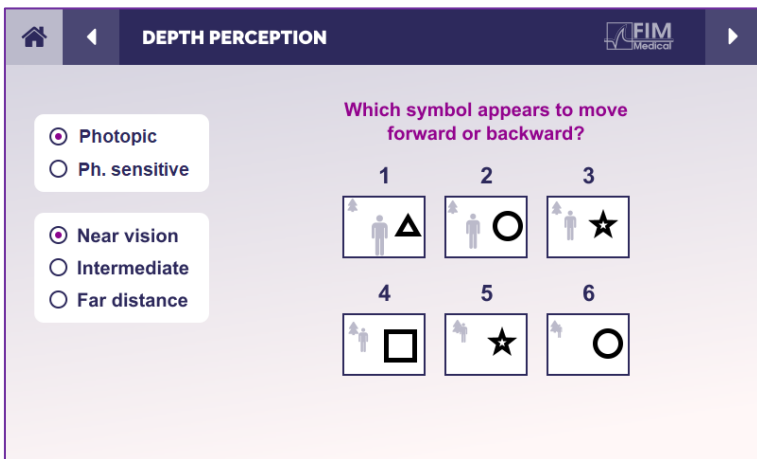 DEPTH PERCEPTION
FIM
Medical
Photopic
Ph. sensitive
Near vision
Intermediate
Far distance
Which symbol appears to move
forward or backward?
1 2 3
4 5 6